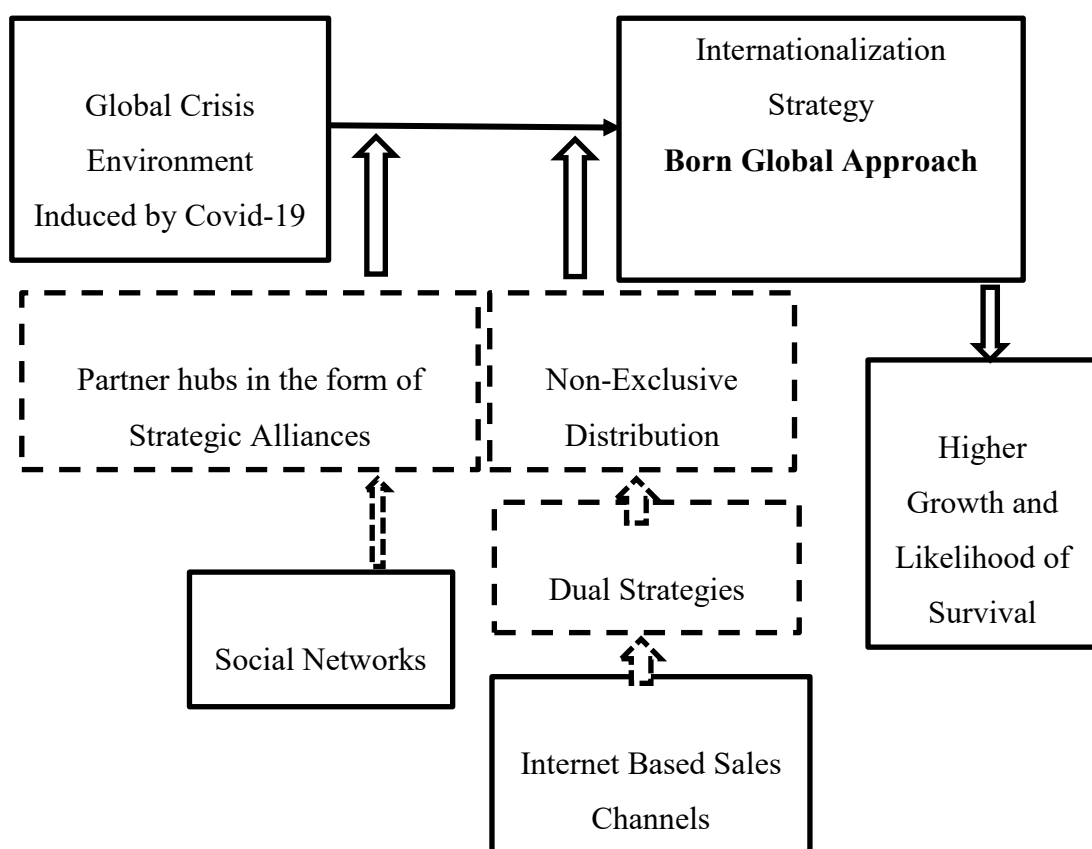 Global Crisis
Environment
Induced by Covid-19
Internationalization
Strategy
Born Global Approach
Partner hubs in the form of
Strategic Alliances
Non-Exclusive
Distribution
Higher
Growth and
Likelihood of
Survival
Dual Strategies
Social Networks
Internet Based Sales
Channels